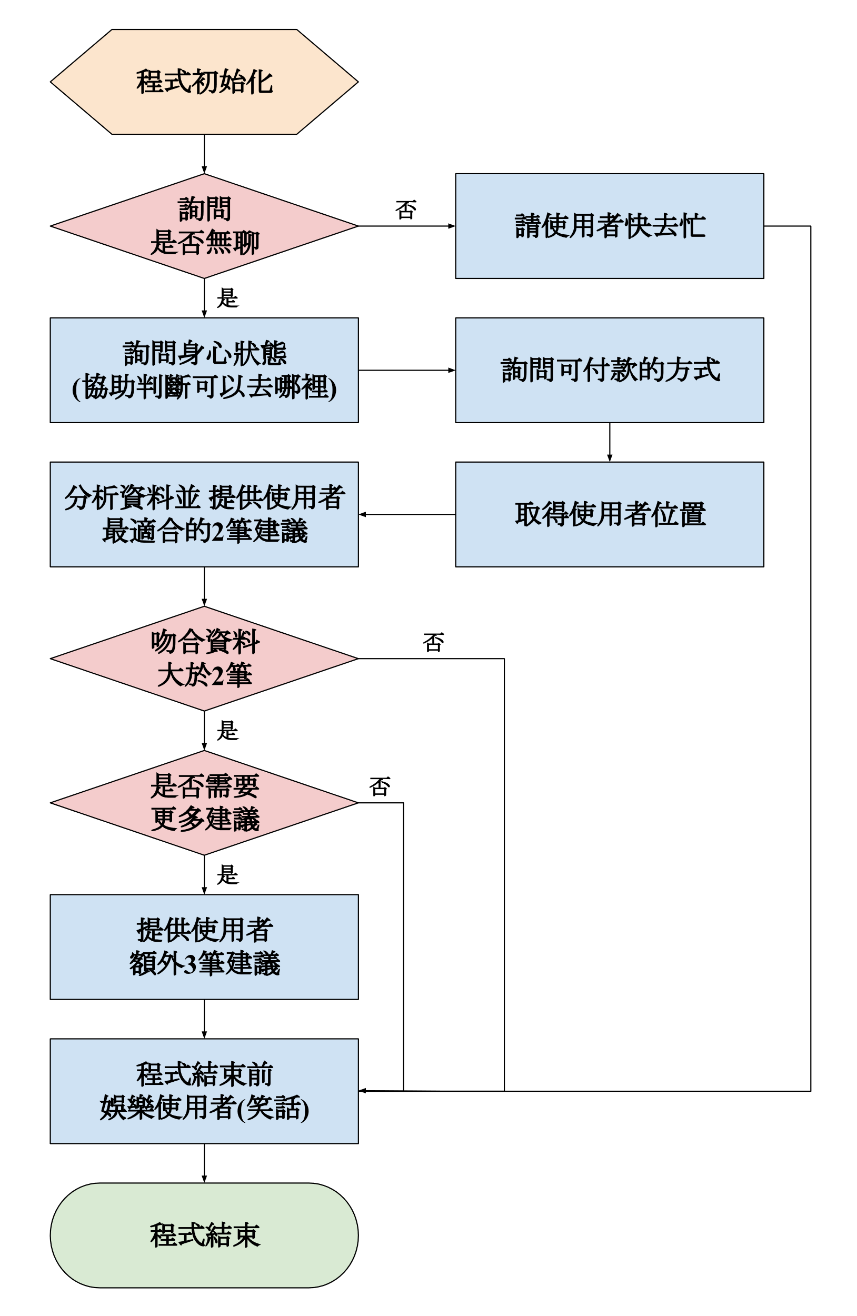 程式初始化
詢問
是否無聊
否
請使用者快去忙
是
詢問身心狀態
(協助判斷可以去哪裡)
詢問可付款的方式
分析資料並 提供使用者
最適合的2筆建議
取得使用者位置
吻合資料
大於2筆
否
是
是否需要
更多建議
否
是
提供使用者
額外3筆建議
程式結束前
娛樂使用者(笑話)
程式結束